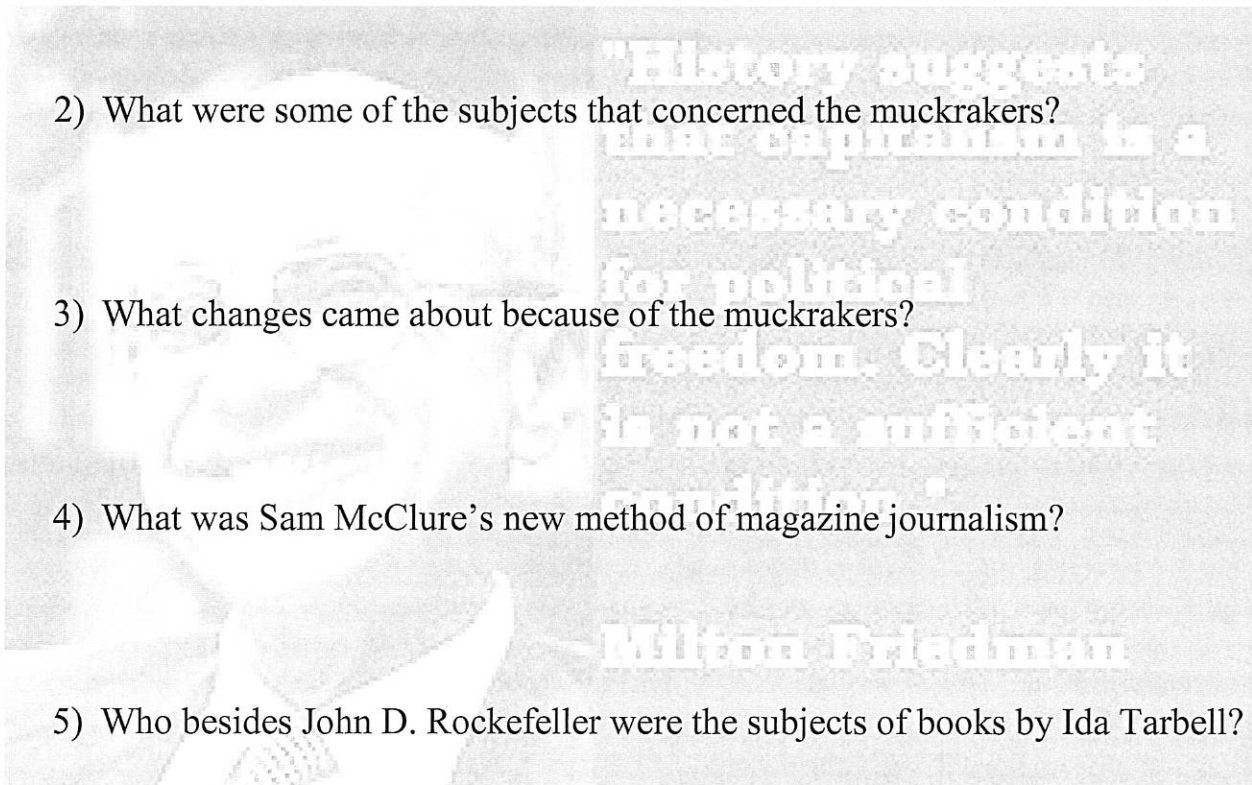 "History suggests
2) What were some of the subjects that concerned the muckrakers?
that capitalism is a
necessary condition
for political
3) What changes came about because of the muckrakers?
freedom. Clearly it
is not a sufficient
condition."
4) What was Sam McClure's new method of magazine journalism?
Milton Friedman
5) Who besides John D. Rockefeller were the subjects of books by Ida Tarbell?